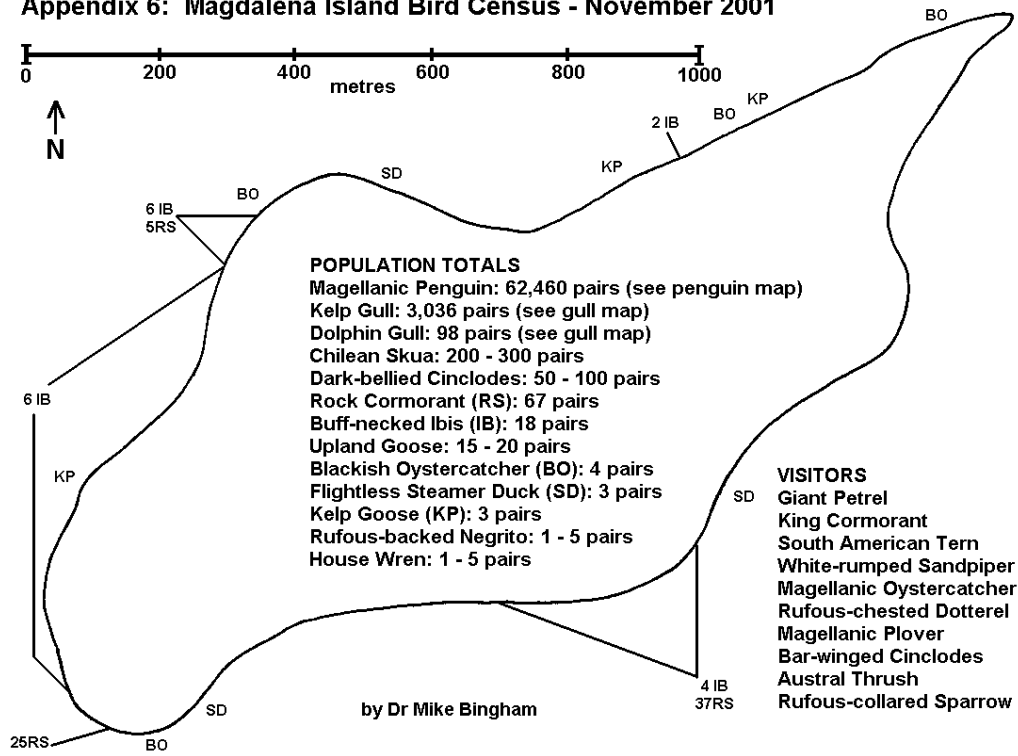 Appendix 6: Magdalena Island Bird Census - November 2001
BO
0 200 400 600 800 1000
metres
N
KP
BO
2 IB
KP
SD
BO
6 IB
5RS
POPULATION TOTALS
Magellanic Penguin: 62,460 pairs (see penguin map)
Kelp Gull: 3,036 pairs (see gull map)
Dolphin Gull: 98 pairs (see gull map)
Chilean Skua: 200 - 300 pairs
Dark-bellied Cinclodes: 50 - 100 pairs
Rock Cormorant (RS): 67 pairs
Buff-necked Ibis (IB): 18 pairs
Upland Goose: 15 - 20 pairs
Blackish Oystercatcher (BO): 4 pairs
Flightless Steamer Duck (SD): 3 pairs
Kelp Goose (KP): 3 pairs
Rufous-backed Negrito: 1 - 5 pairs
House Wren: 1 - 5 pairs
6 IB
KP
SD
VISITORS
Giant Petrel
King Cormorant
South American Tern
White-rumped Sandpiper
Magellanic Oystercatcher
Rufous-chested Dotterel
Magellanic Plover
Bar-winged Cinclodes
Austral Thrush
Rufous-collared Sparrow
4 IB
37RS
SD
by Dr Mike Bingham
25RS
BO